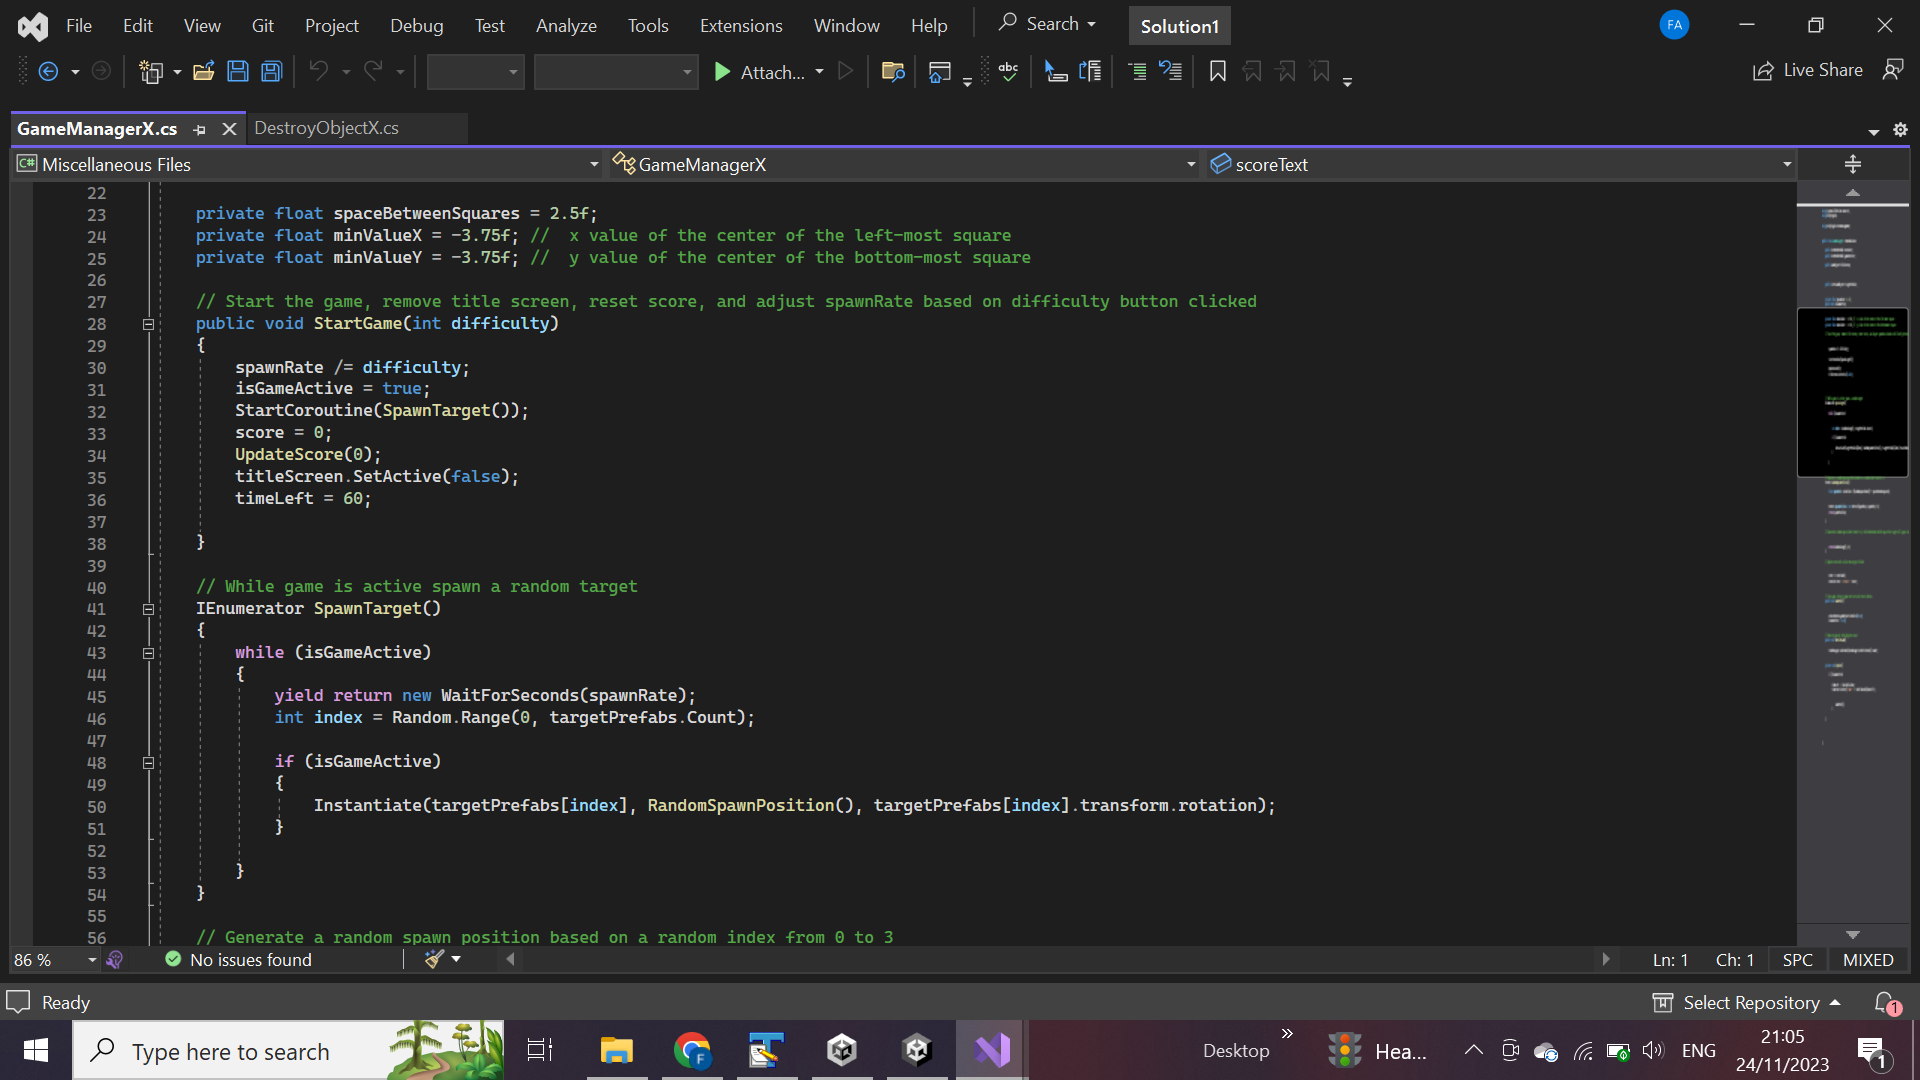 File Edit View Git Project Debug Test Analyze Tools Extensions Window Help Search Solution1 FA
Attach... abc Live Share
GameManagerX.cs DestroyObjectX.cs
C# Miscellaneous Files GameManagerX scoreText
22
23 private float spaceBetweenSquares = 2.5f;
24 private float minValueX = -3.75f; //  x value of the center of the left-most square
25 private float minValueY = -3.75f; //  y value of the center of the bottom-most square
26
27 // Start the game, remove title screen, reset score, and adjust spawnRate based on difficulty button clicked
28 public void StartGame(int difficulty)
29 {
30 spawnRate /= difficulty;
31 isGameActive = true;
32 StartCoroutine(SpawnTarget());
33 score = 0;
34 UpdateScore(0);
35 titleScreen.SetActive(false);
36 timeLeft = 60;
37
38 }
39
40 // While game is active spawn a random target
41 IEnumerator SpawnTarget()
42 {
43 while (isGameActive)
44 {
45 yield return new WaitForSeconds(spawnRate);
46 int index = Random.Range(0, targetPrefabs.Count);
47
48 if (isGameActive)
49 {
50 Instantiate(targetPrefabs[index], RandomSpawnPosition(), targetPrefabs[index].transform.rotation);
51 }
52
53 }
54 }
55
56 // Generate a random spawn position based on a random index from 0 to 3
86 % No issues found Ln: 1 Ch: 1 SPC MIXED
Ready Select Repository 1
Type here to search F Desktop Hea... ENG 21:05
24/11/2023 1